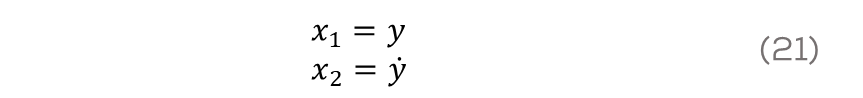 x₁ = y
(21)
x₂ = ẏ